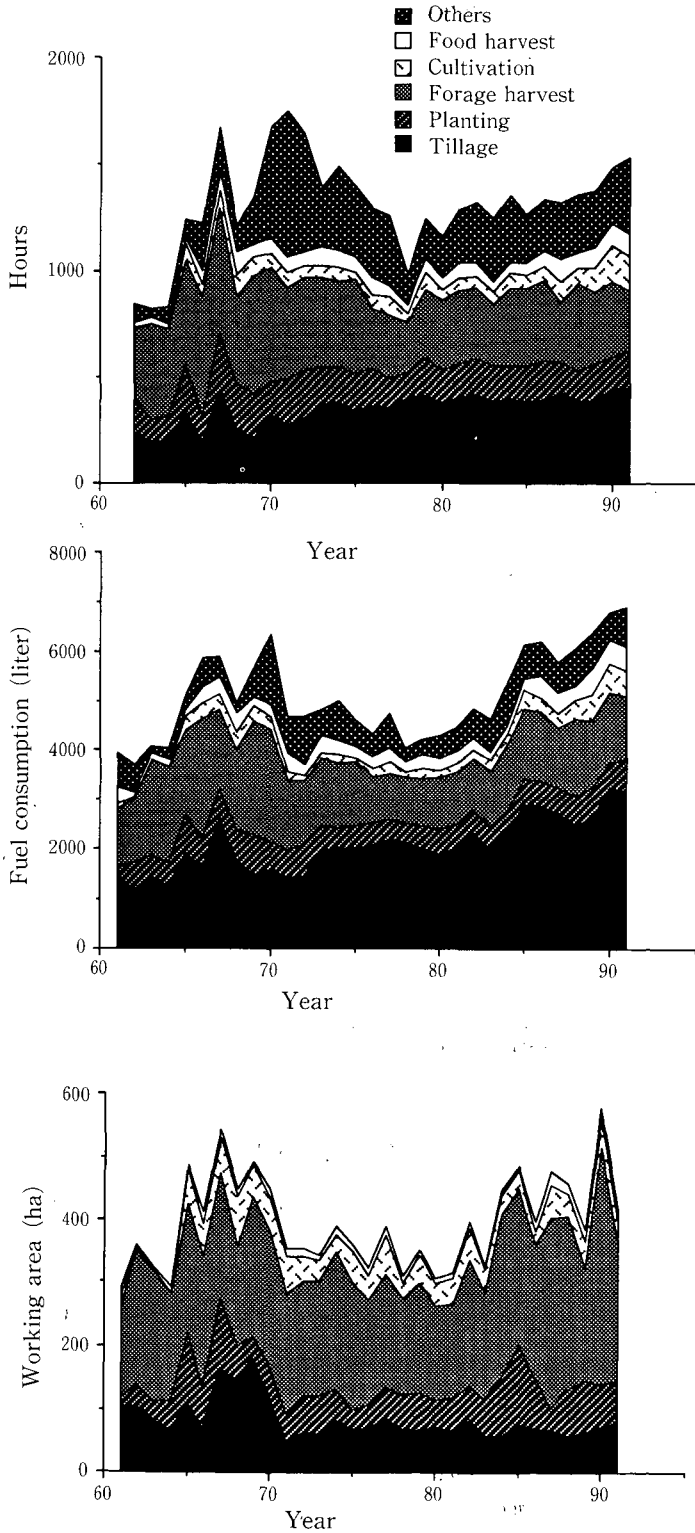 Others
Food harvest
Cultivation
Forage harvest
Planting
Tillage
2000
1000
0
Hours
60 70 80 90
Year
8000
6000
4000
2000
0
Fuel consumption (liter)
60 70 80 90
Year
600
400
200
0
Working area (ha)
60 70 80 90
Year